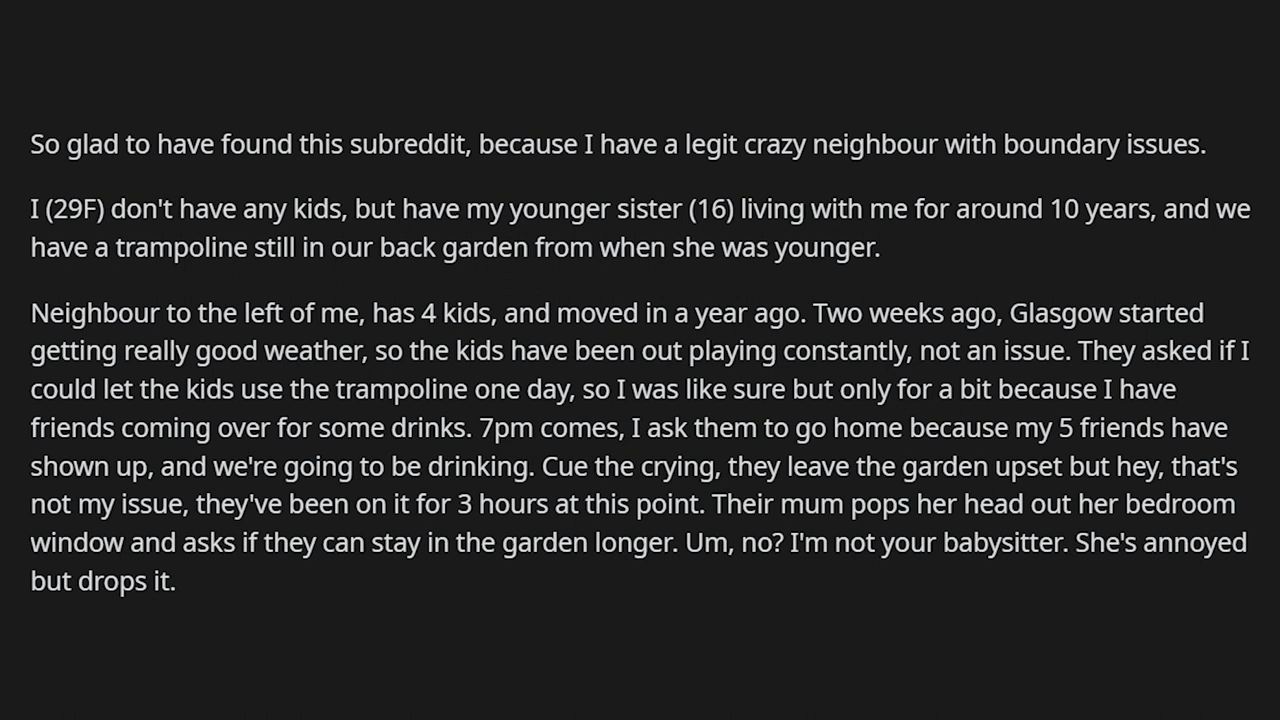 So glad to have found this subreddit, because I have a legit crazy neighbour with boundary issues.
I (29F) don't have any kids, but have my younger sister (16) living with me for around 10 years, and we
have a trampoline still in our back garden from when she was younger.
Neighbour to the left of me, has 4 kids, and moved in a year ago. Two weeks ago, Glasgow started
getting really good weather, so the kids have been out playing constantly, not an issue. They asked if I
could let the kids use the trampoline one day, so I was like sure but only for a bit because I have
friends coming over for some drinks. 7pm comes, I ask them to go home because my 5 friends have
shown up, and we're going to be drinking. Cue the crying, they leave the garden upset but hey, that's
not my issue, they've been on it for 3 hours at this point. Their mum pops her head out her bedroom
window and asks if they can stay in the garden longer. Um, no? I'm not your babysitter. She's annoyed
but drops it.